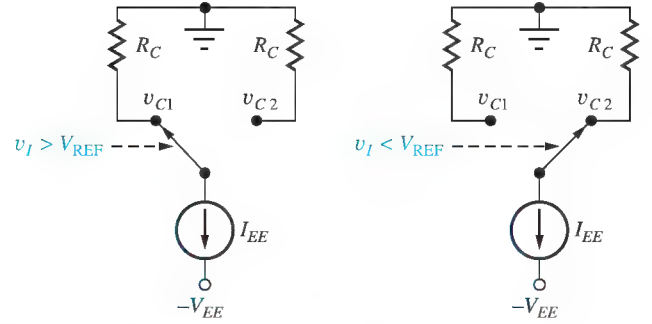 R_C R_C R_C R_C
v_C1 v_C2 v_C1 v_C2
v_I > V_REF v_I < V_REF
I_EE I_EE
−V_EE −V_EE